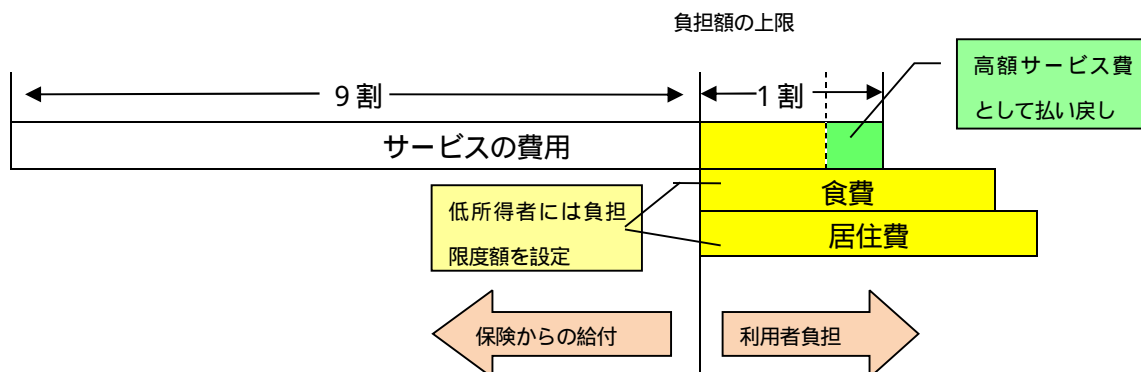 負担額の上限
高額サービス費
として払い戻し
9割
1割
サービスの費用
食費
低所得者には負担
限度額を設定
居住費
保険からの給付
利用者負担